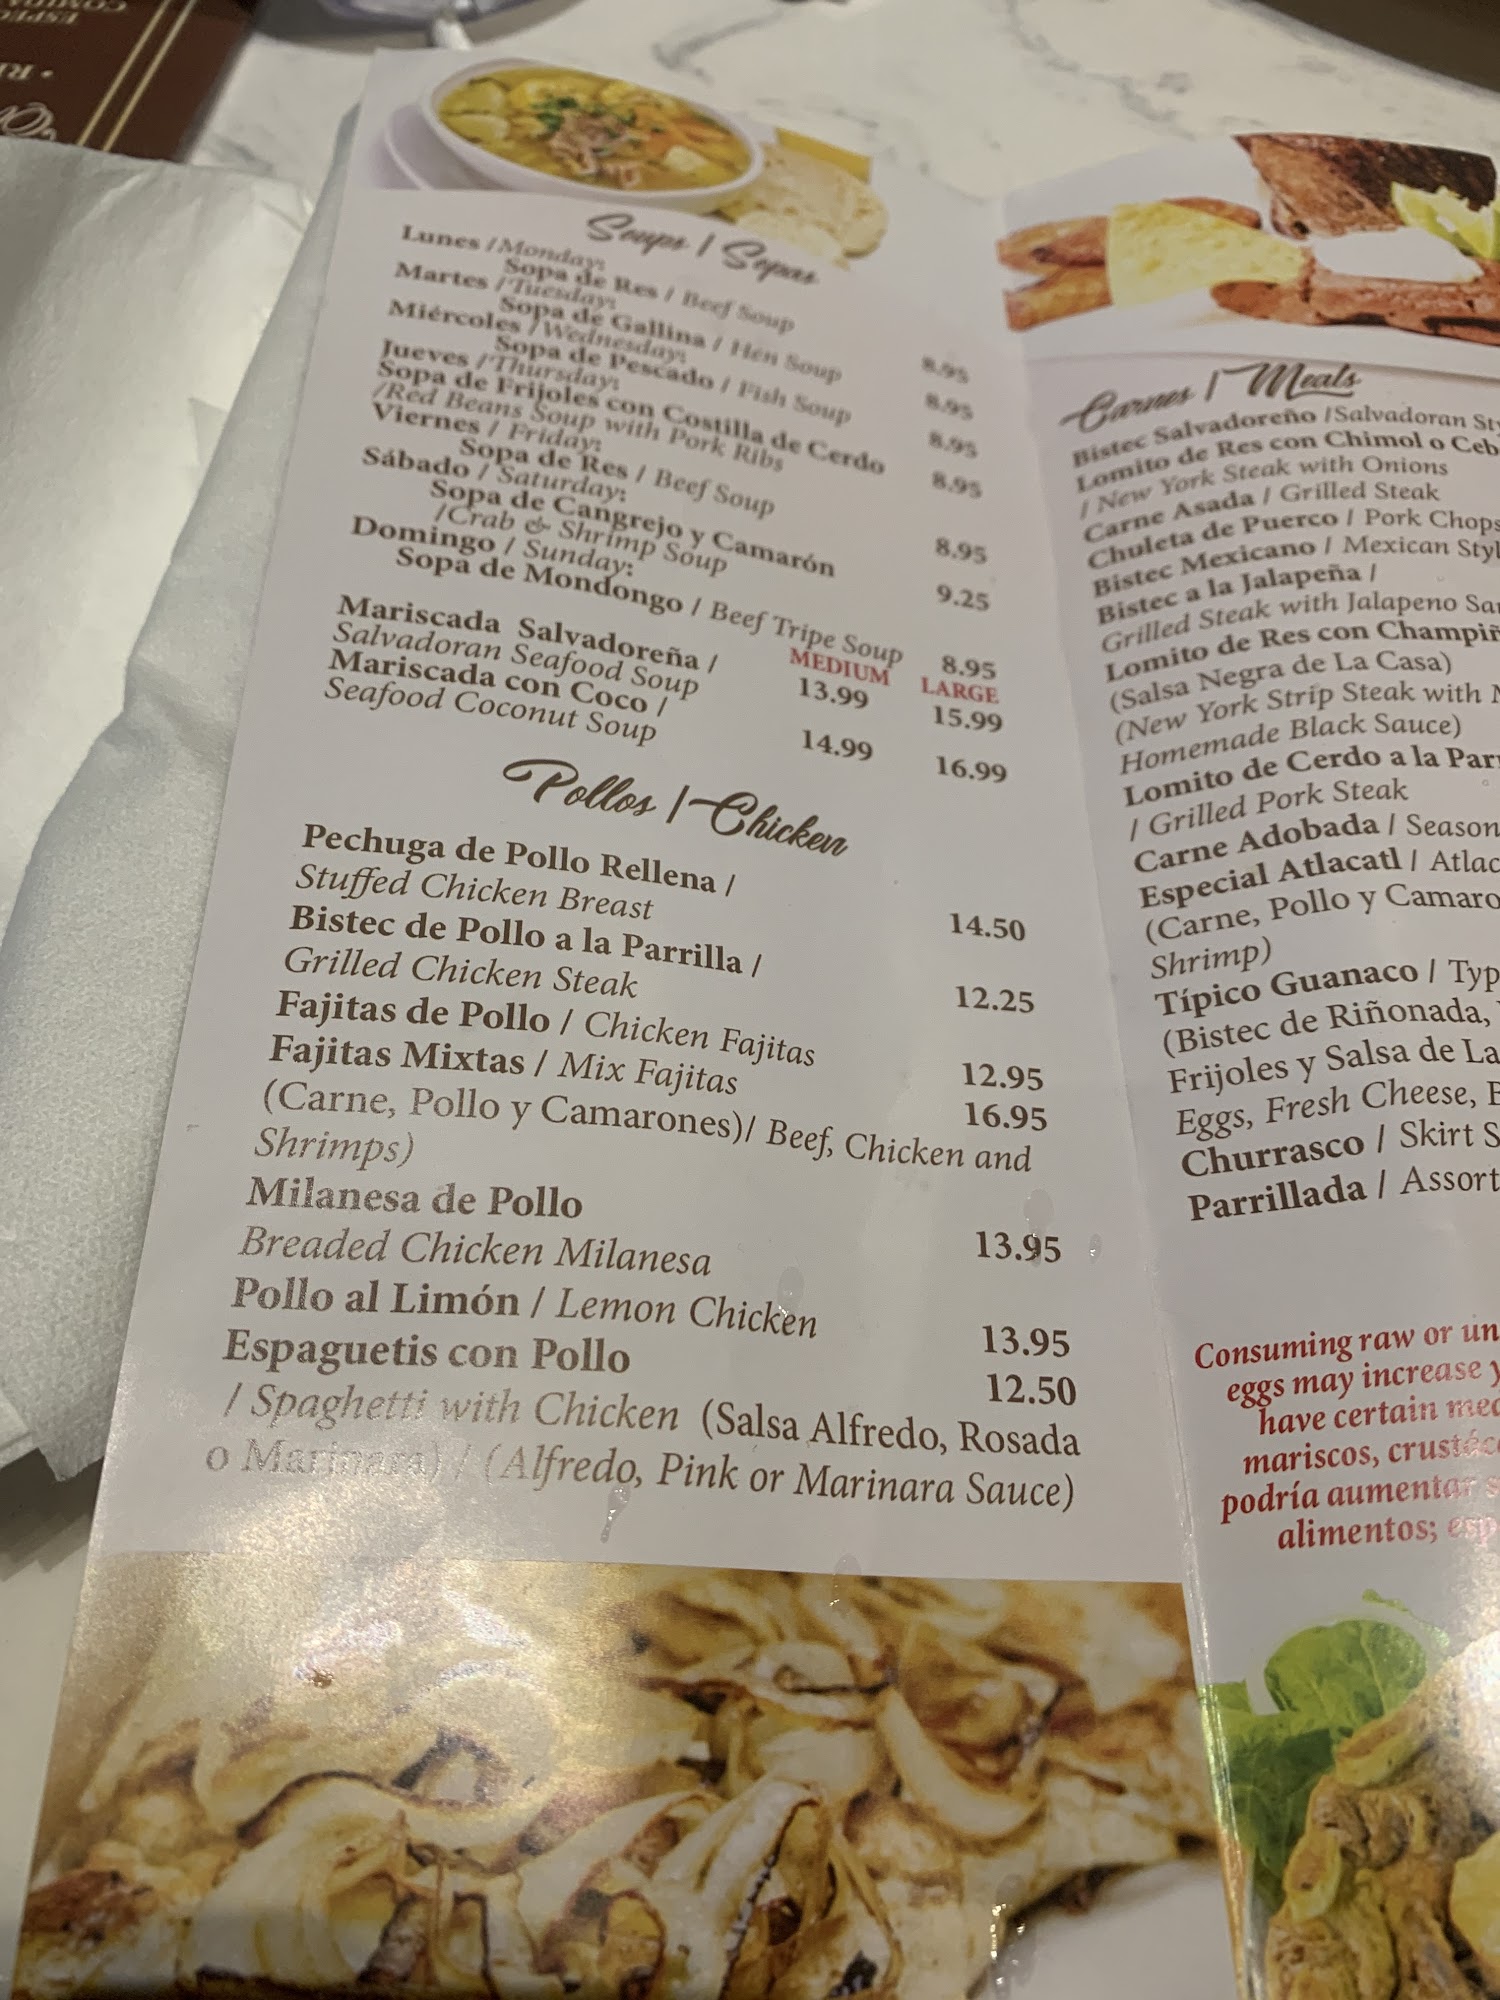 Soups / Sopas
Lunes / Monday:
Sopa de Res / Beef Soup 8.95
Martes / Tuesday:
Sopa de Gallina / Hen Soup 8.95
Miércoles / Wednesday:
Sopa de Pescado / Fish Soup 8.95
Jueves / Thursday:
Sopa de Frijoles con Costilla de Cerdo 8.95
/Red Beans Soup with Pork Ribs
Viernes / Friday:
Sopa de Res / Beef Soup 8.95
Sábado / Saturday:
Sopa de Cangrejo y Camarón 9.25
/Crab & Shrimp Soup
Domingo / Sunday:
Sopa de Mondongo / Beef Tripe Soup 8.95
MEDIUM LARGE
Mariscada Salvadoreña / 13.99 15.99
Salvadoran Seafood Soup
Mariscada con Coco / 14.99 16.99
Seafood Coconut Soup
Pollos / Chicken
Pechuga de Pollo Rellena /
Stuffed Chicken Breast 14.50
Bistec de Pollo a la Parrilla /
Grilled Chicken Steak 12.25
Fajitas de Pollo / Chicken Fajitas 12.95
Fajitas Mixtas / Mix Fajitas 16.95
(Carne, Pollo y Camarones)/ Beef, Chicken and
Shrimps)
Milanesa de Pollo
Breaded Chicken Milanesa 13.95
Pollo al Limón / Lemon Chicken 13.95
Espaguetis con Pollo 12.50
/ Spaghetti with Chicken (Salsa Alfredo, Rosada
o Marinara) / (Alfredo, Pink or Marinara Sauce)
Carnes / Meals
Bistec Salvadoreño /Salvadoran
Lomito de Res con Chimol o
/ New York Steak with Onions
Carne Asada / Grilled Steak
Chuleta de Puerco / Pork Chops
Bistec Mexicano / Mexican
Bistec a la Jalapeña /
Grilled Steak with Jalapeno
Lomito de Res con
(Salsa Negra de La Casa)
(New York Strip Steak with
Homemade Black Sauce)
Lomito de Cerdo a la
/ Grilled Pork Steak
Carne Adobada /
Especial Atlacatl /
(Carne, Pollo y
Shrimp)
Típico Guanaco /
(Bistec de Riñonada,
Frijoles y Salsa de
Eggs, Fresh Cheese,
Churrasco / Skirt
Parrillada /
Consuming raw or
eggs may increase
have certain
mariscos,
podría aumentar
alimentos;